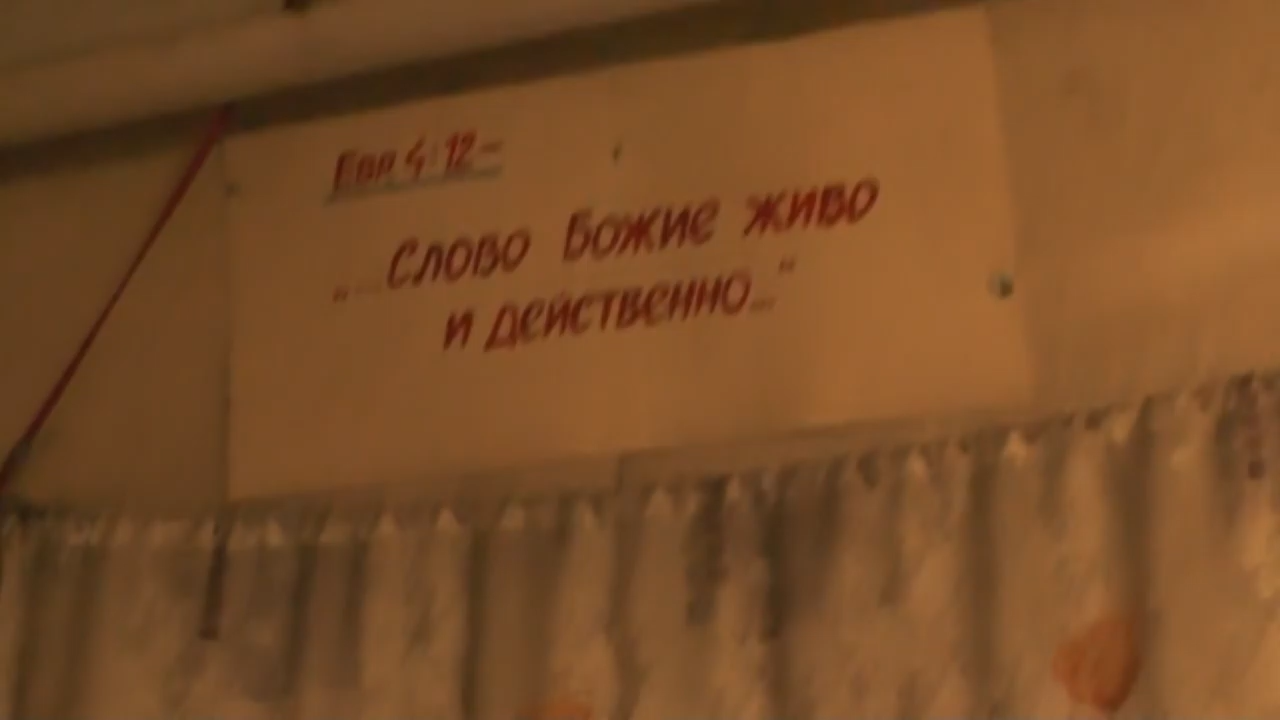 Евр 4:12–
„...Слово Божие живо
и действенно..."